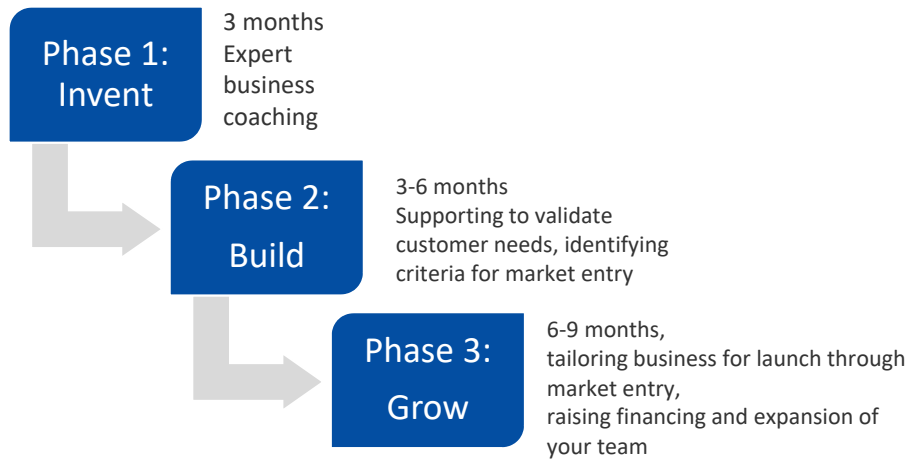 Phase 1:
Invent
3 months
Expert
business
coaching
Phase 2:
Build
3-6 months
Supporting to validate
customer needs, identifying
criteria for market entry
Phase 3:
Grow
6-9 months,
tailoring business for launch through
market entry,
raising financing and expansion of
your team